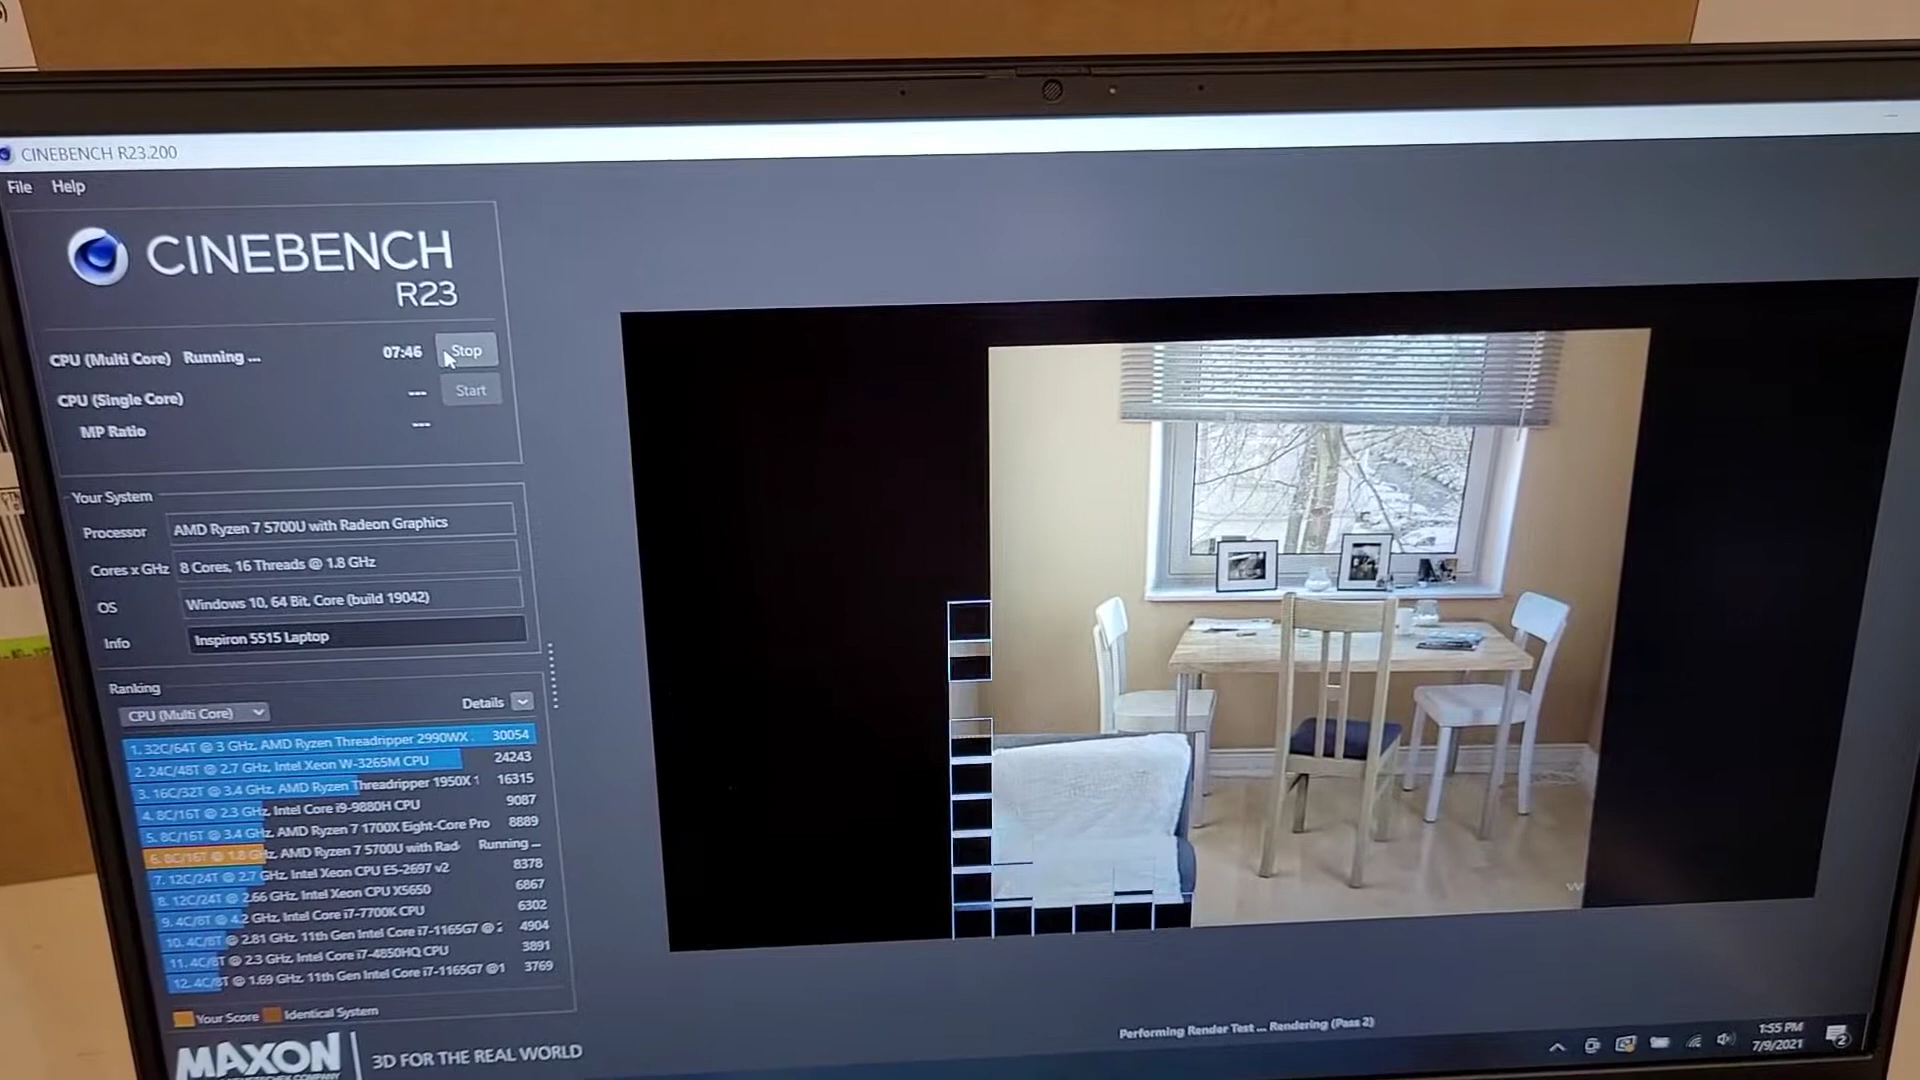 CINEBENCH R23.200
File Help
CINEBENCH
R23
CPU (Multi Core) Running ... 07:46 Stop
CPU (Single Core) --- Start
MP Ratio ---
Your System
Processor AMD Ryzen 7 5700U with Radeon Graphics
Cores x GHz 8 Cores, 16 Threads @ 1.8 GHz
OS Windows 10, 64 Bit, Core (build 19042)
Info Inspiron 5515 Laptop
Ranking
CPU (Multi Core) Details
1. 32C/64T @ 3 GHz, AMD Ryzen Threadripper 2990WX 30054
2. 24C/48T @ 2.7 GHz, Intel Xeon W-3265M CPU 24243
3. 16C/32T @ 3.4 GHz, AMD Ryzen Threadripper 1950X 1 16315
4. 8C/16T @ 2.3 GHz, Intel Core i9-9880H CPU 9087
5. 8C/16T @ 3.4 GHz, AMD Ryzen 7 1700X Eight-Core Pro 8889
6. 8C/16T @ 1.8 GHz, AMD Ryzen 7 5700U with Rad Running ...
7. 12C/24T @ 2.7 GHz, Intel Xeon CPU E5-2697 v2 8378
8. 12C/24T @ 2.66 GHz, Intel Xeon CPU X5650 6867
9. 4C/8T @ 4.2 GHz, Intel Core i7-7700K CPU 6302
10. 4C/8T @ 2.81 GHz, 11th Gen Intel Core i7-1165G7 @ 2 4904
11. 4C/8T @ 2.3 GHz, Intel Core i7-4850HQ CPU 3891
12. 4C/8T @ 1.69 GHz, 11th Gen Intel Core i7-1165G7 @1 3769
Your Score Identical System
MAXON 3D FOR THE REAL WORLD
Performing Render Test ... Rendering (Pass 2)
1:55 PM
7/9/2021
2